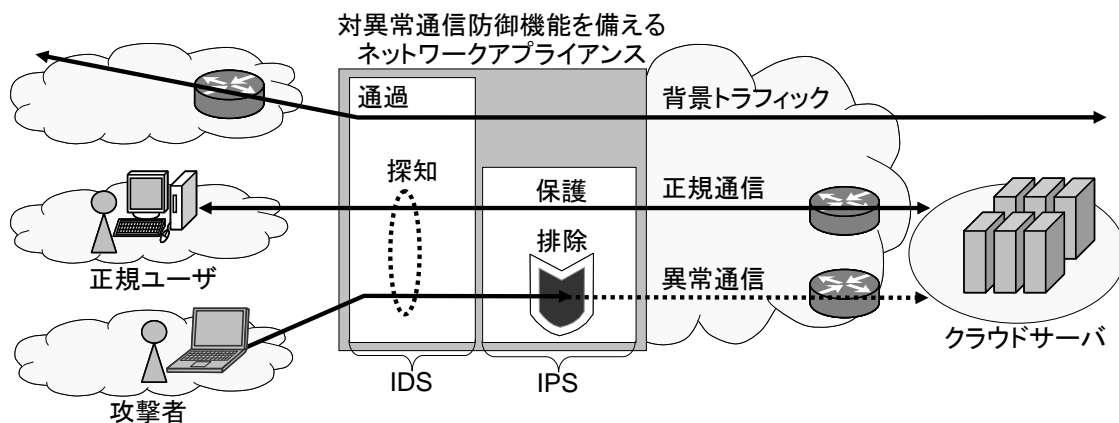 対異常通信防御機能を備える
ネットワークアプライアンス
通過
背景トラフィック
探知
保護
正規通信
排除
正規ユーザ
異常通信
クラウドサーバ
IDS
IPS
攻撃者